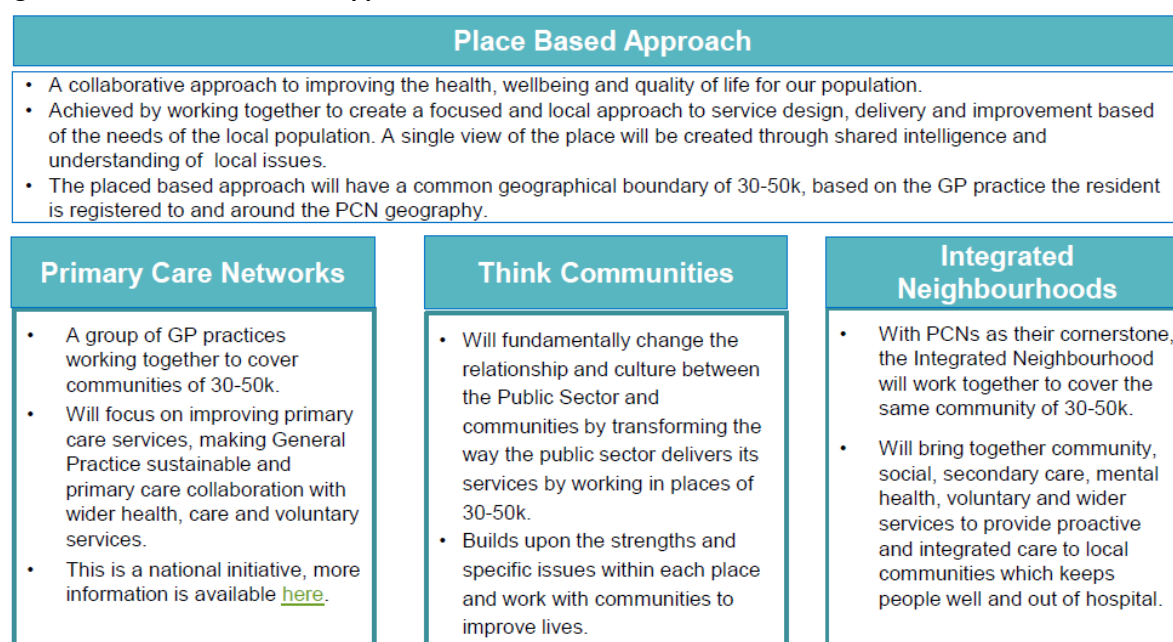 Place Based Approach
• A collaborative approach to improving the health, wellbeing and quality of life for our population.
• Achieved by working together to create a focused and local approach to service design, delivery and improvement based
of the needs of the local population. A single view of the place will be created through shared intelligence and
understanding of local issues.
• The placed based approach will have a common geographical boundary of 30-50k, based on the GP practice the resident
is registered to and around the PCN geography.
Primary Care Networks
• A group of GP practices
working together to cover
communities of 30-50k.
• Will focus on improving primary
care services, making General
Practice sustainable and
primary care collaboration with
wider health, care and voluntary
services.
• This is a national initiative, more
information is available here.
Think Communities
• Will fundamentally change the
relationship and culture between
the Public Sector and
communities by transforming the
way the public sector delivers its
services by working in places of
30-50k.
• Builds upon the strengths and
specific issues within each place
and work with communities to
improve lives.
Integrated
Neighbourhoods
• With PCNs as their cornerstone,
the Integrated Neighbourhood
will work together to cover the
same community of 30-50k.
• Will bring together community,
social, secondary care, mental
health, voluntary and wider
services to provide proactive
and integrated care to local
communities which keeps
people well and out of hospital.